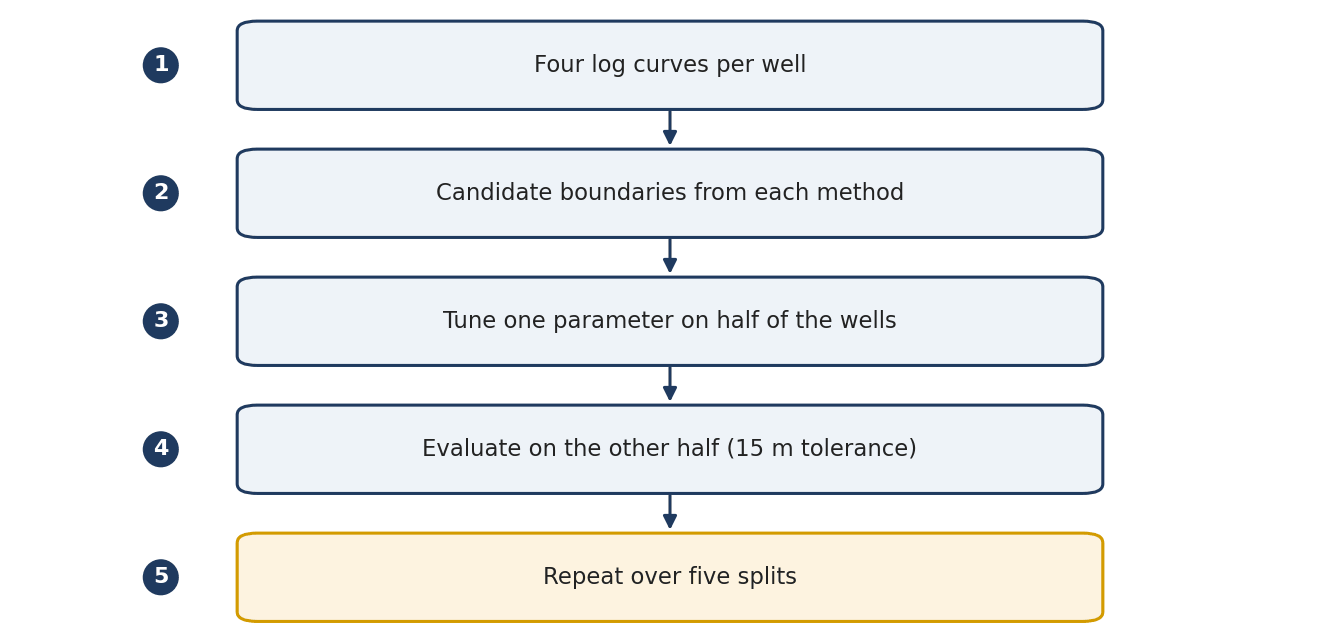 1 Four log curves per well
2 Candidate boundaries from each method
3 Tune one parameter on half of the wells
4 Evaluate on the other half (15 m tolerance)
5 Repeat over five splits